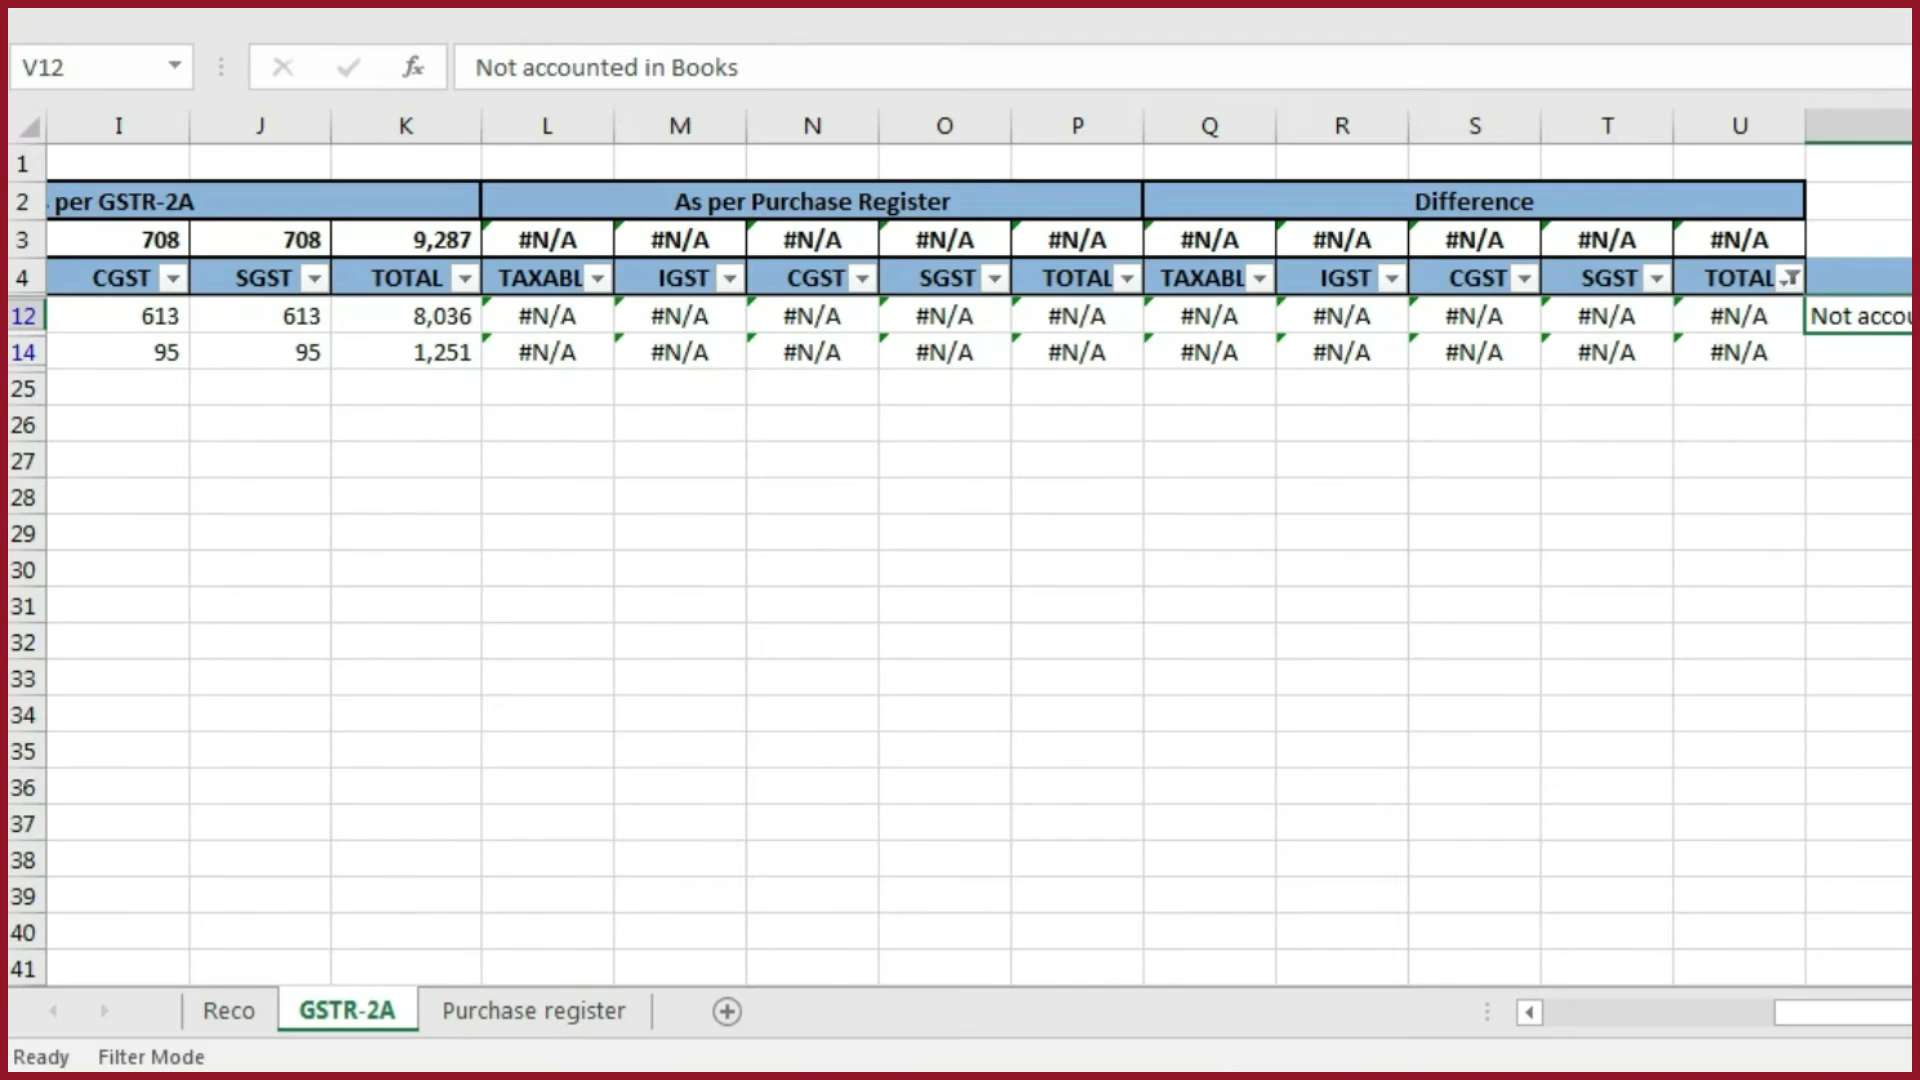 V12 fx Not accounted in Books
I J K L M N O P Q R S T U
1
2 per GSTR-2A As per Purchase Register Difference
3 708 708 9,287 #N/A #N/A #N/A #N/A #N/A #N/A #N/A #N/A #N/A #N/A
4 CGST SGST TOTAL TAXABL IGST CGST SGST TOTAL TAXABL IGST CGST SGST TOTAL
12 613 613 8,036 #N/A #N/A #N/A #N/A #N/A #N/A #N/A #N/A #N/A #N/A Not accou
14 95 95 1,251 #N/A #N/A #N/A #N/A #N/A #N/A #N/A #N/A #N/A #N/A
25
26
27
28
29
30
31
32
33
34
35
36
37
38
39
40
41
Reco GSTR-2A Purchase register
Ready Filter Mode